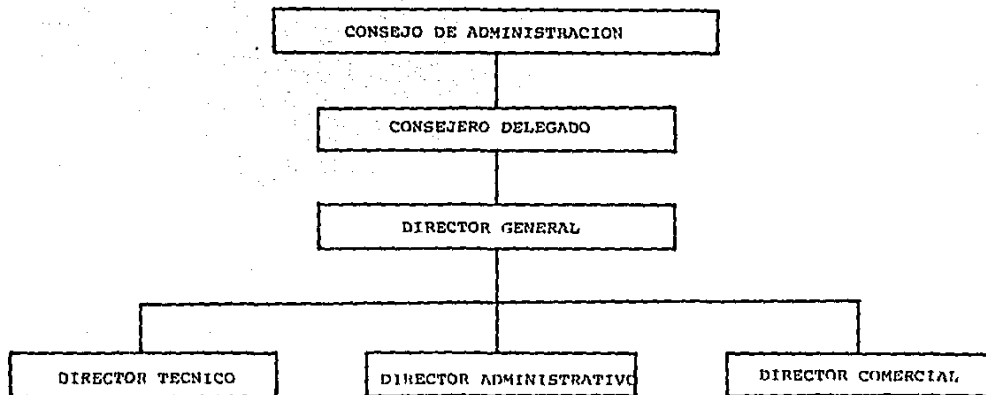 CONSEJO DE ADMINISTRACION
CONSEJERO DELEGADO
DIRECTOR GENERAL
DIRECTOR TECNICO
DIRECTOR ADMINISTRATIVO
DIRECTOR COMERCIAL